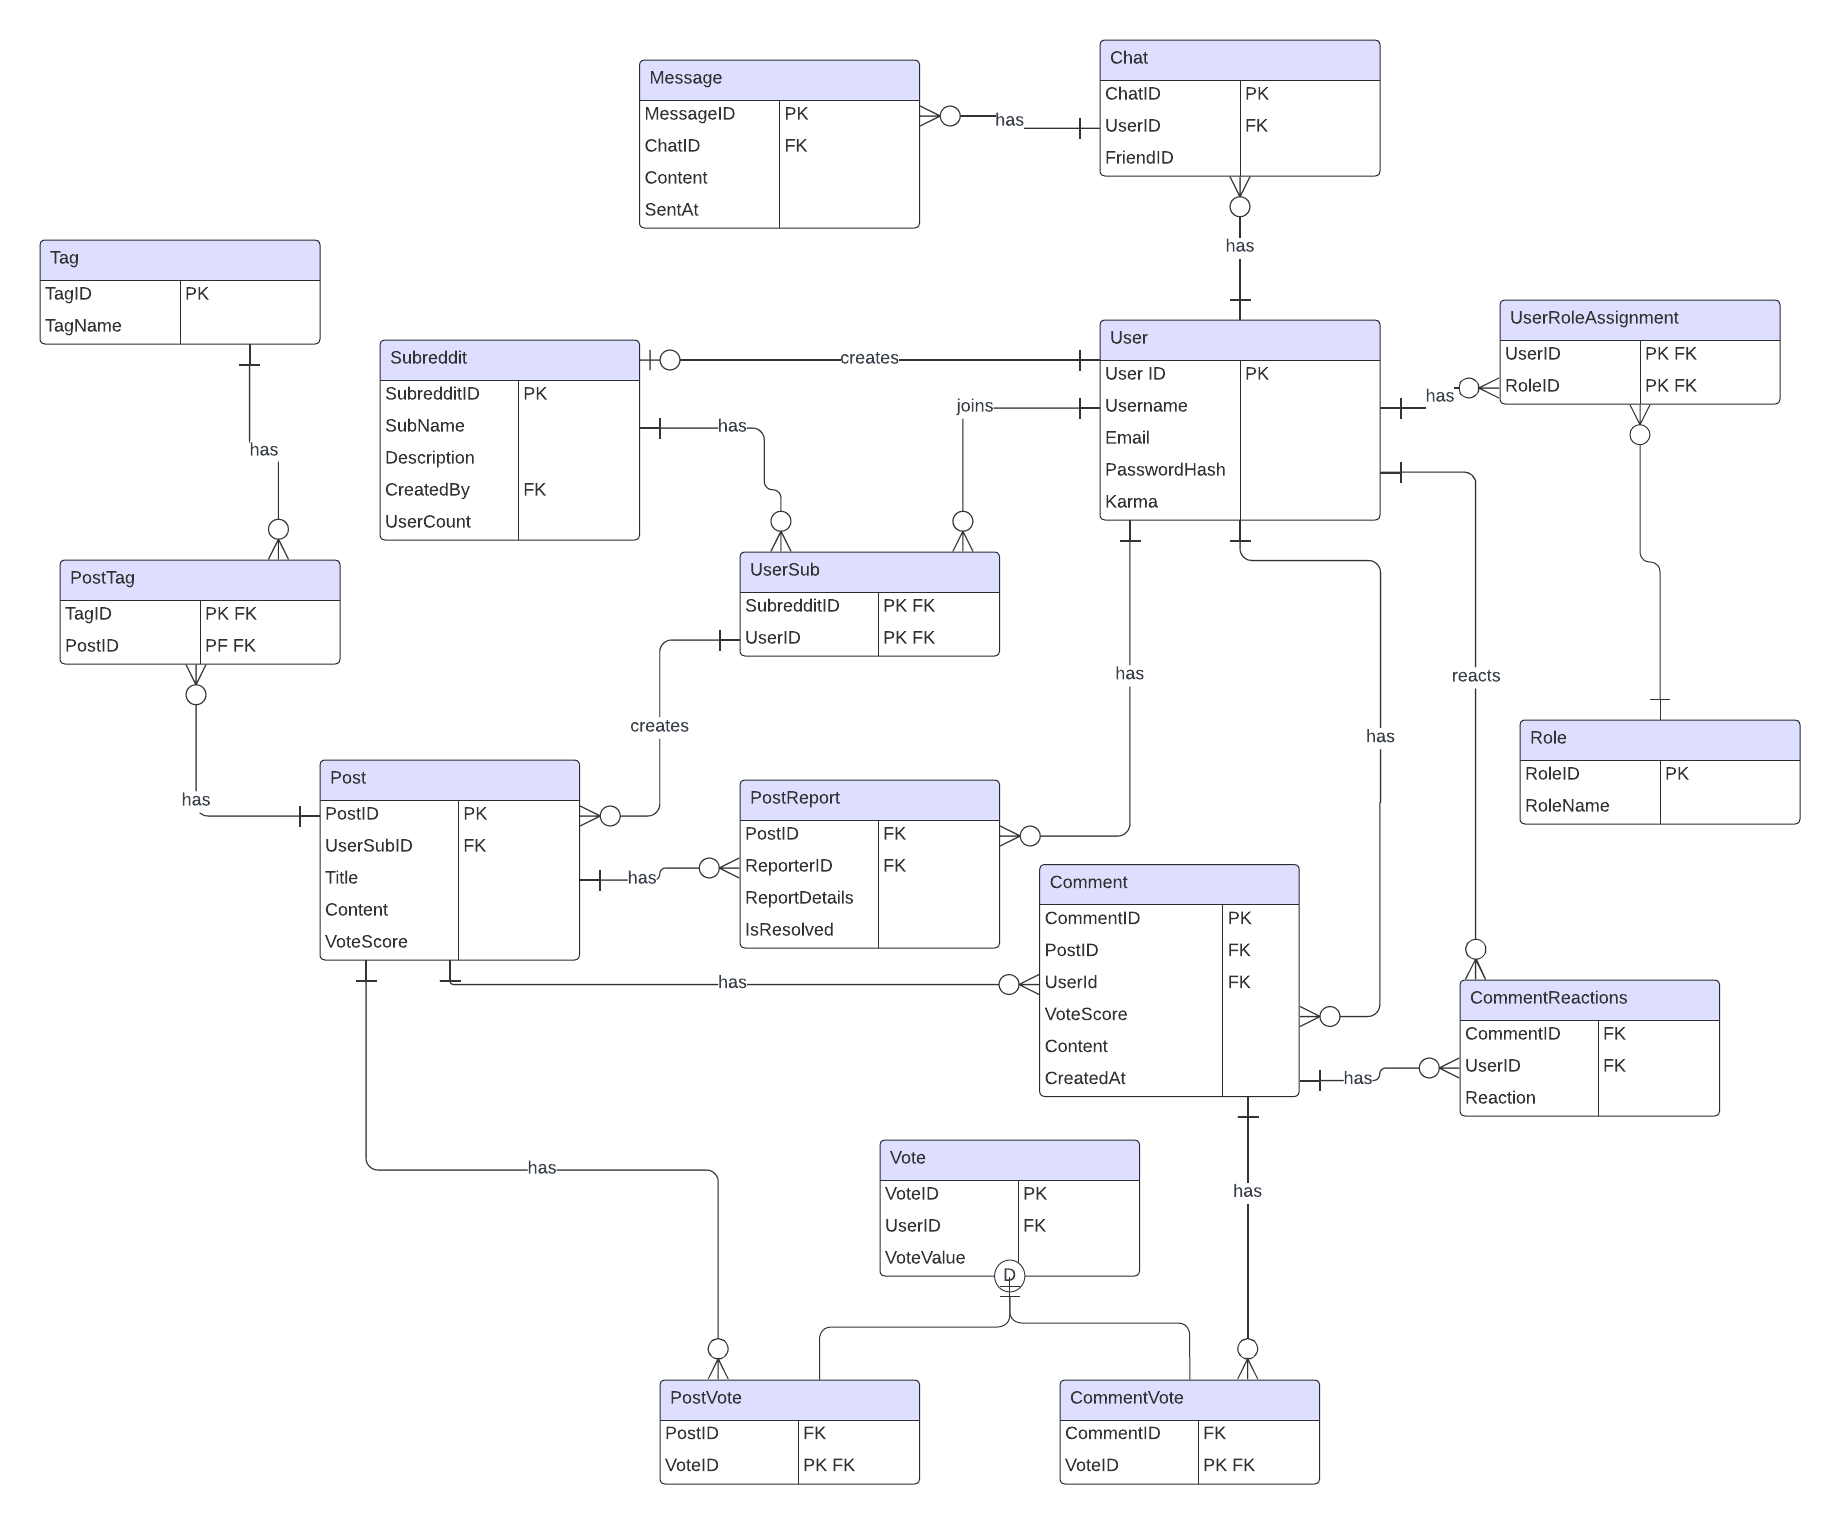 Chat
ChatID PK
UserID FK
FriendID
Message
MessageID PK
ChatID FK
Content
SentAt
has
has
Tag
TagID PK
TagName
has
Subreddit
SubredditID PK
SubName
Description
CreatedBy FK
UserCount
creates
joins
has
User
User ID PK
Username
Email
PasswordHash
Karma
has
UserRoleAssignment
UserID PK FK
RoleID PK FK
PostTag
TagID PK FK
PostID PF FK
has
UserSub
SubredditID PK FK
UserID PK FK
creates
has
has
reacts
Role
RoleID PK
RoleName
Post
PostID PK
UserSubID FK
Title
Content
VoteScore
has
PostReport
PostID FK
ReporterID FK
ReportDetails
IsResolved
has
Comment
CommentID PK
PostID FK
UserId FK
VoteScore
Content
CreatedAt
has
CommentReactions
CommentID FK
UserID FK
Reaction
has
has
Vote
VoteID PK
UserID FK
VoteValue
D
PostVote
PostID FK
VoteID PK FK
CommentVote
CommentID FK
VoteID PK FK